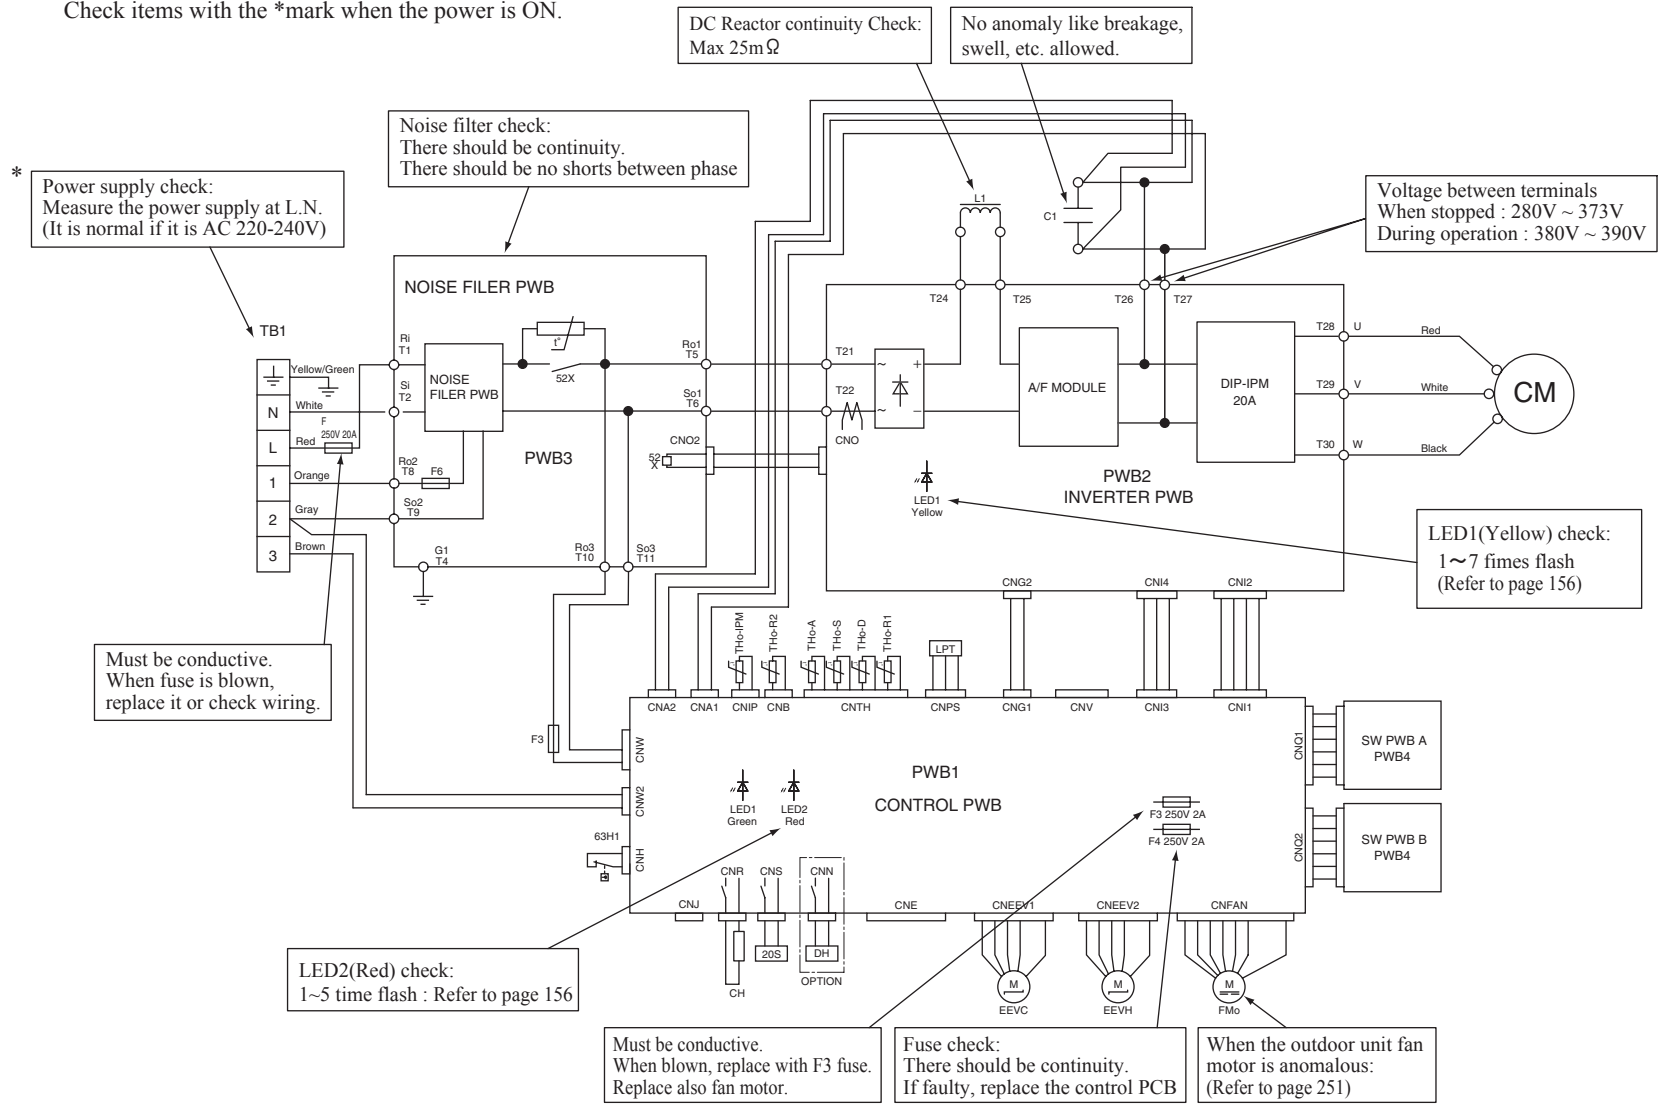 Check items with the *mark when the power is ON.
DC Reactor continuity Check:
Max 25mΩ
No anomaly like breakage,
swell, etc. allowed.
Noise filter check:
There should be continuity.
There should be no shorts between phase
*
Power supply check:
Measure the power supply at L.N.
(It is normal if it is AC 220-240V)
Voltage between terminals
When stopped : 280V ~ 373V
During operation : 380V ~ 390V
L1
C1
TB1
Yellow/Green
N
White
F
250V 20A
L
Red
1
Orange
2
Gray
3
Brown
NOISE FILER PWB
Ri
T1
Si
T2
NOISE
FILER PWB
t°
52X
Ro1
T5
So1
T6
PWB3
Ro2
T8
F6
So2
T9
G1
T4
Ro3
T10
So3
T11
CNO2
52
X
T24
T25
T26
T27
T21
T22
~
~
+
−
CNO
A/F MODULE
DIP-IPM
20A
T28
U
Red
T29
V
White
T30
W
Black
CM
PWB2
INVERTER PWB
LED1
Yellow
CNG2
CNI4
CNI2
LED1(Yellow) check:
1～7 fimes flash
(Refer to page 156)
Must be conductive.
When fuse is blown,
replace it or check wiring.
THo-IPM
THo-R2
THo-A
THo-S
THo-D
THo-R1
LPT
CNA2
CNA1
CNIP
CNB
CNTH
CNPS
CNG1
CNV
CNI3
CNI1
F3
CNW
CNW2
63H1
CNH
PWB1
CONTROL PWB
LED1
Green
LED2
Red
F3 250V 2A
F4 250V 2A
CNQ1
SW PWB A
PWB4
CNQ2
SW PWB B
PWB4
CNJ
CNR
CNS
CNN
CNE
CNEEV1
CNEEV2
CNFAN
CH
20S
DH
OPTION
M
EEVC
M
EEVH
M
FMo
LED2(Red) check:
1~5 time flash : Refer to page 156
Must be conductive.
When blown, replace with F3 fuse.
Replace also fan motor.
Fuse check:
There should be continuity.
If faulty, replace the control PCB
When the outdoor unit fan
motor is anomalous:
(Refer to page 251)